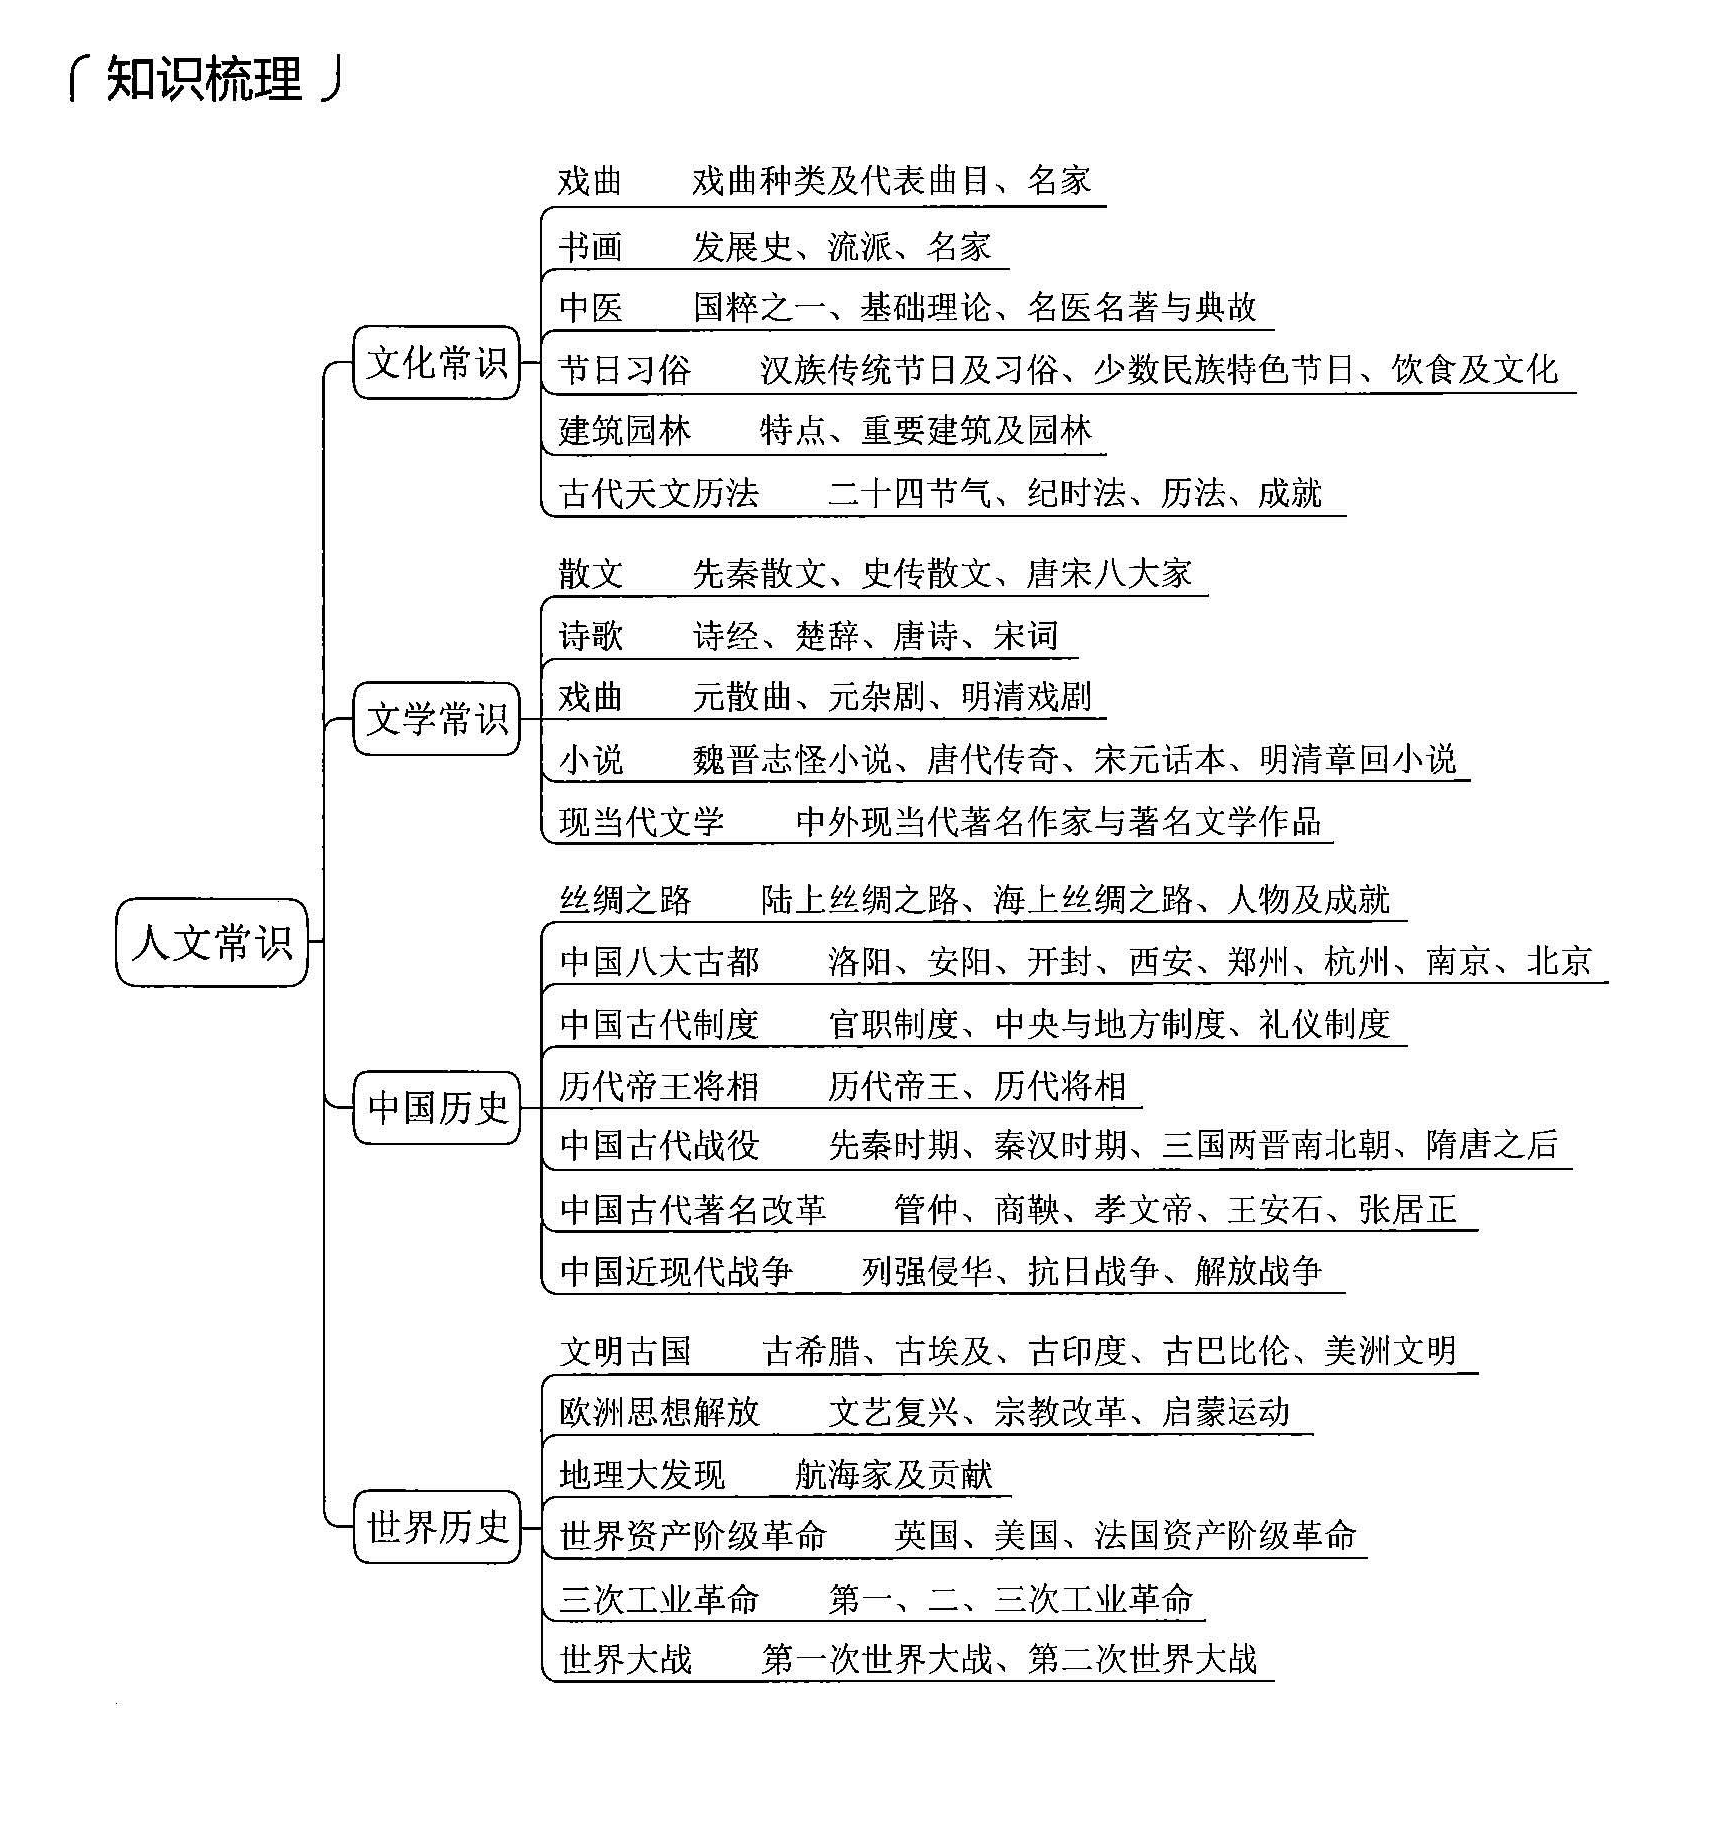 知识梳理
戏曲 戏曲种类及代表曲目、名家
书画 发展史、流派、名家
中医 国粹之一、基础理论、名医名著与典故
文化常识
节日习俗 汉族传统节日及习俗、少数民族特色节日、饮食及文化
建筑园林 特点、重要建筑及园林
古代天文历法 二十四节气、纪时法、历法、成就
散文 先秦散文、史传散文、唐宋八大家
诗歌 诗经、楚辞、唐诗、宋词
文学常识
戏曲 元散曲、元杂剧、明清戏剧
小说 魏晋志怪小说、唐代传奇、宋元话本、明清章回小说
现当代文学 中外现当代著名作家与著名文学作品
人文常识
丝绸之路 陆上丝绸之路、海上丝绸之路、人物及成就
中国八大古都 洛阳、安阳、开封、西安、郑州、杭州、南京、北京
中国古代制度 官职制度、中央与地方制度、礼仪制度
中国历史
历代帝王将相 历代帝王、历代将相
中国古代战役 先秦时期、秦汉时期、三国两晋南北朝、隋唐之后
中国古代著名改革 管仲、商鞅、孝文帝、王安石、张居正
中国近现代战争 列强侵华、抗日战争、解放战争
文明古国 古希腊、古埃及、古印度、古巴比伦、美洲文明
欧洲思想解放 文艺复兴、宗教改革、启蒙运动
地理大发现 航海家及贡献
世界历史
世界资产阶级革命 英国、美国、法国资产阶级革命
三次工业革命 第一、二、三次工业革命
世界大战 第一次世界大战、第二次世界大战